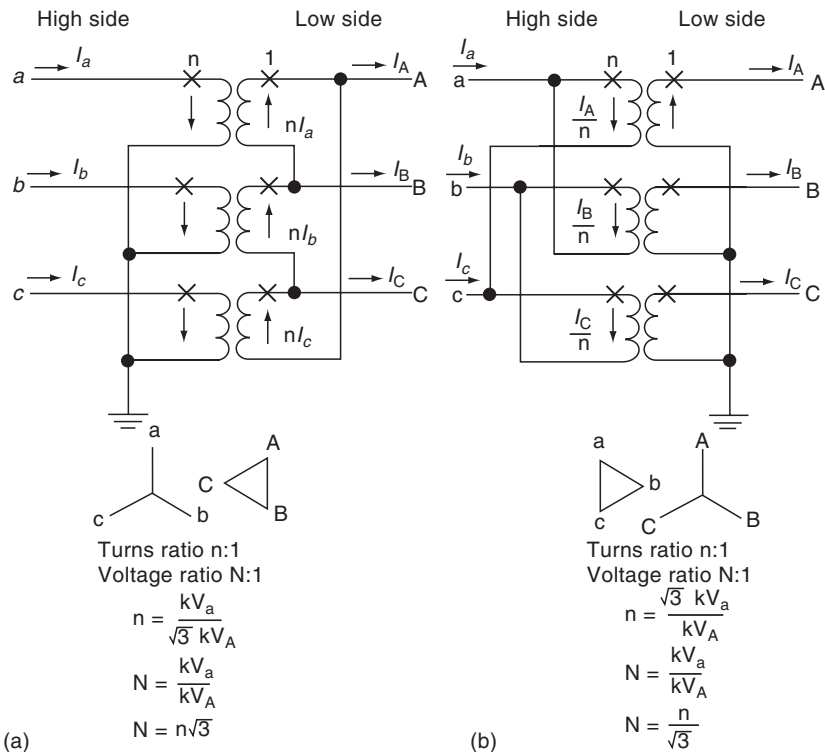 High side Low side
I_a n 1 I_A
a A
nI_a
I_b I_B
b B
nI_b
I_c I_C
c C
nI_c
a
A
C
c b B
Turns ratio n:1
Voltage ratio N:1
n = kV_a / √3 kV_A
N = kV_a / kV_A
N = n√3
(a)
High side Low side
I_a n 1 I_A
a A
I_A / n
I_b I_B
b B
I_B / n
I_c I_C
c C
I_C / n
a A
b
c C B
Turns ratio n:1
Voltage ratio N:1
n = √3 kV_a / kV_A
N = kV_a / kV_A
N = n / √3
(b)